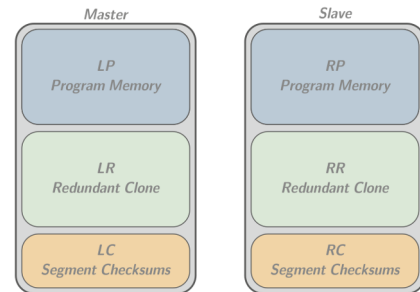 Master
LP
Program Memory
LR
Redundant Clone
LC
Segment Checksums
Slave
RP
Program Memory
RR
Redundant Clone
RC
Segment Checksums